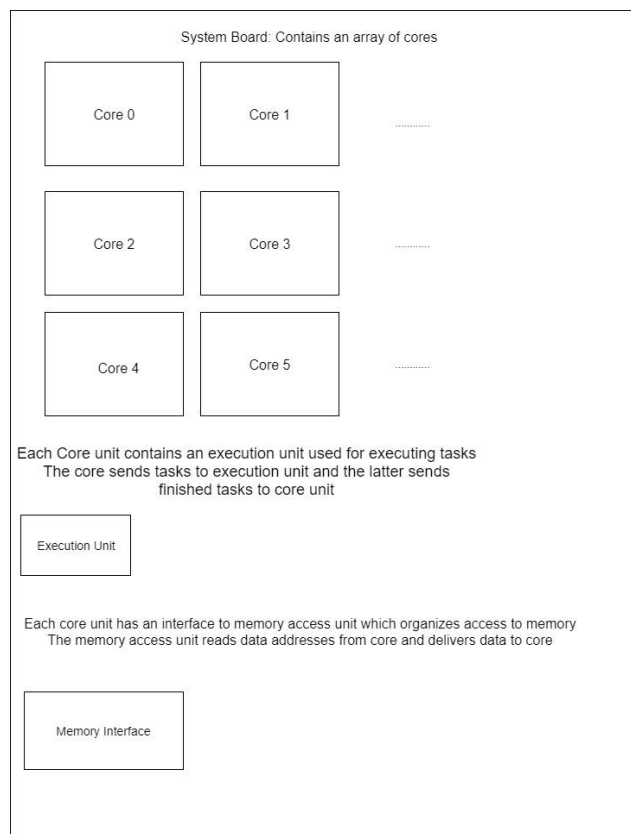 System Board: Contains an array of cores
Core 0
Core 1
............
Core 2
Core 3
............
Core 4
Core 5
............
Each Core unit contains an execution unit used for executing tasks
The core sends tasks to execution unit and the latter sends
finished tasks to core unit
Execution Unit
Each core unit has an interface to memory access unit which organizes access to memory
The memory access unit reads data addresses from core and delivers data to core
Memory Interface